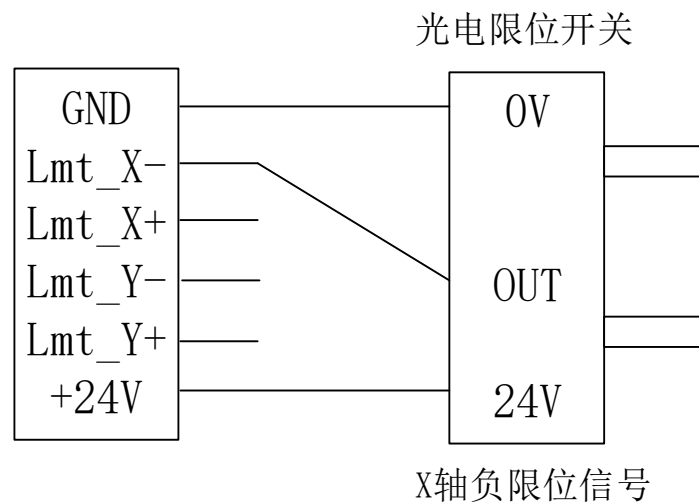 光电限位开关
GND
Lmt_X-
Lmt_X+
Lmt_Y-
Lmt_Y+
+24V
0V
OUT
24V
X轴负限位信号